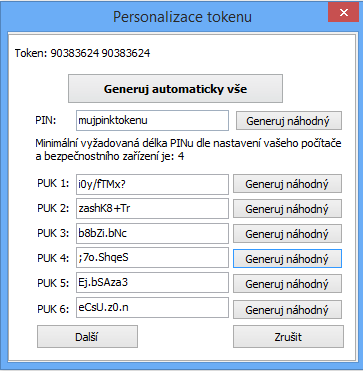 Personalizace tokenu
Token: 90383624 90383624
Generuj automaticky vše
PIN: mujpinktokenu Generuj náhodný
Minimální vyžadovaná délka PINu dle nastavení vašeho počítače
a bezpečnostního zařízení je: 4
PUK 1: i0y/fTMx? Generuj náhodný
PUK 2: zashK8+Tr Generuj náhodný
PUK 3: b8bZi.bNc Generuj náhodný
PUK 4: ;7o.ShqeS Generuj náhodný
PUK 5: Ej.bSAza3 Generuj náhodný
PUK 6: eCsU.z0.n Generuj náhodný
Další Zrušit